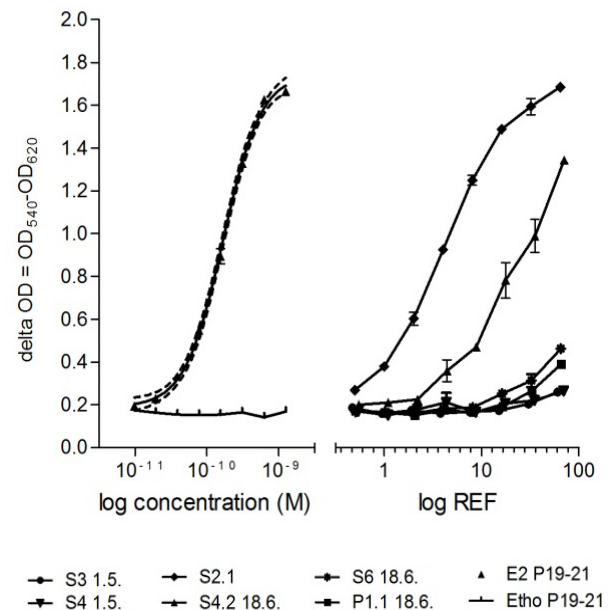 2.0
1.8
1.6
1.4
1.2
1.0
0.8
0.6
0.4
0.2
0.0
delta OD = OD540-OD620
10-11 10-10 10-9
log concentration (M)
1 10 100
log REF
S3 1.5. S2.1 S6 18.6. E2 P19-21
S4 1.5. S4.2 18.6. P1.1 18.6. Etho P19-21